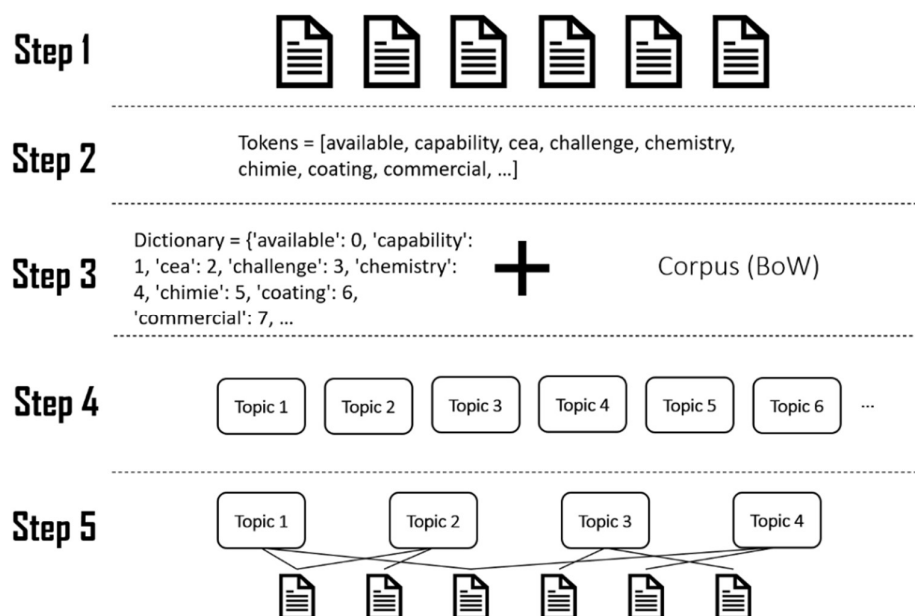 Step 1
Step 2
Tokens = [available, capability, cea, challenge, chemistry,
chimie, coating, commercial, ...]
Step 3
Dictionary = {'available': 0, 'capability':
1, 'cea': 2, 'challenge': 3, 'chemistry':
4, 'chimie': 5, 'coating': 6,
'commercial': 7, ...
+
Corpus (BoW)
Step 4
Topic 1 Topic 2 Topic 3 Topic 4 Topic 5 Topic 6 ...
Step 5
Topic 1 Topic 2 Topic 3 Topic 4